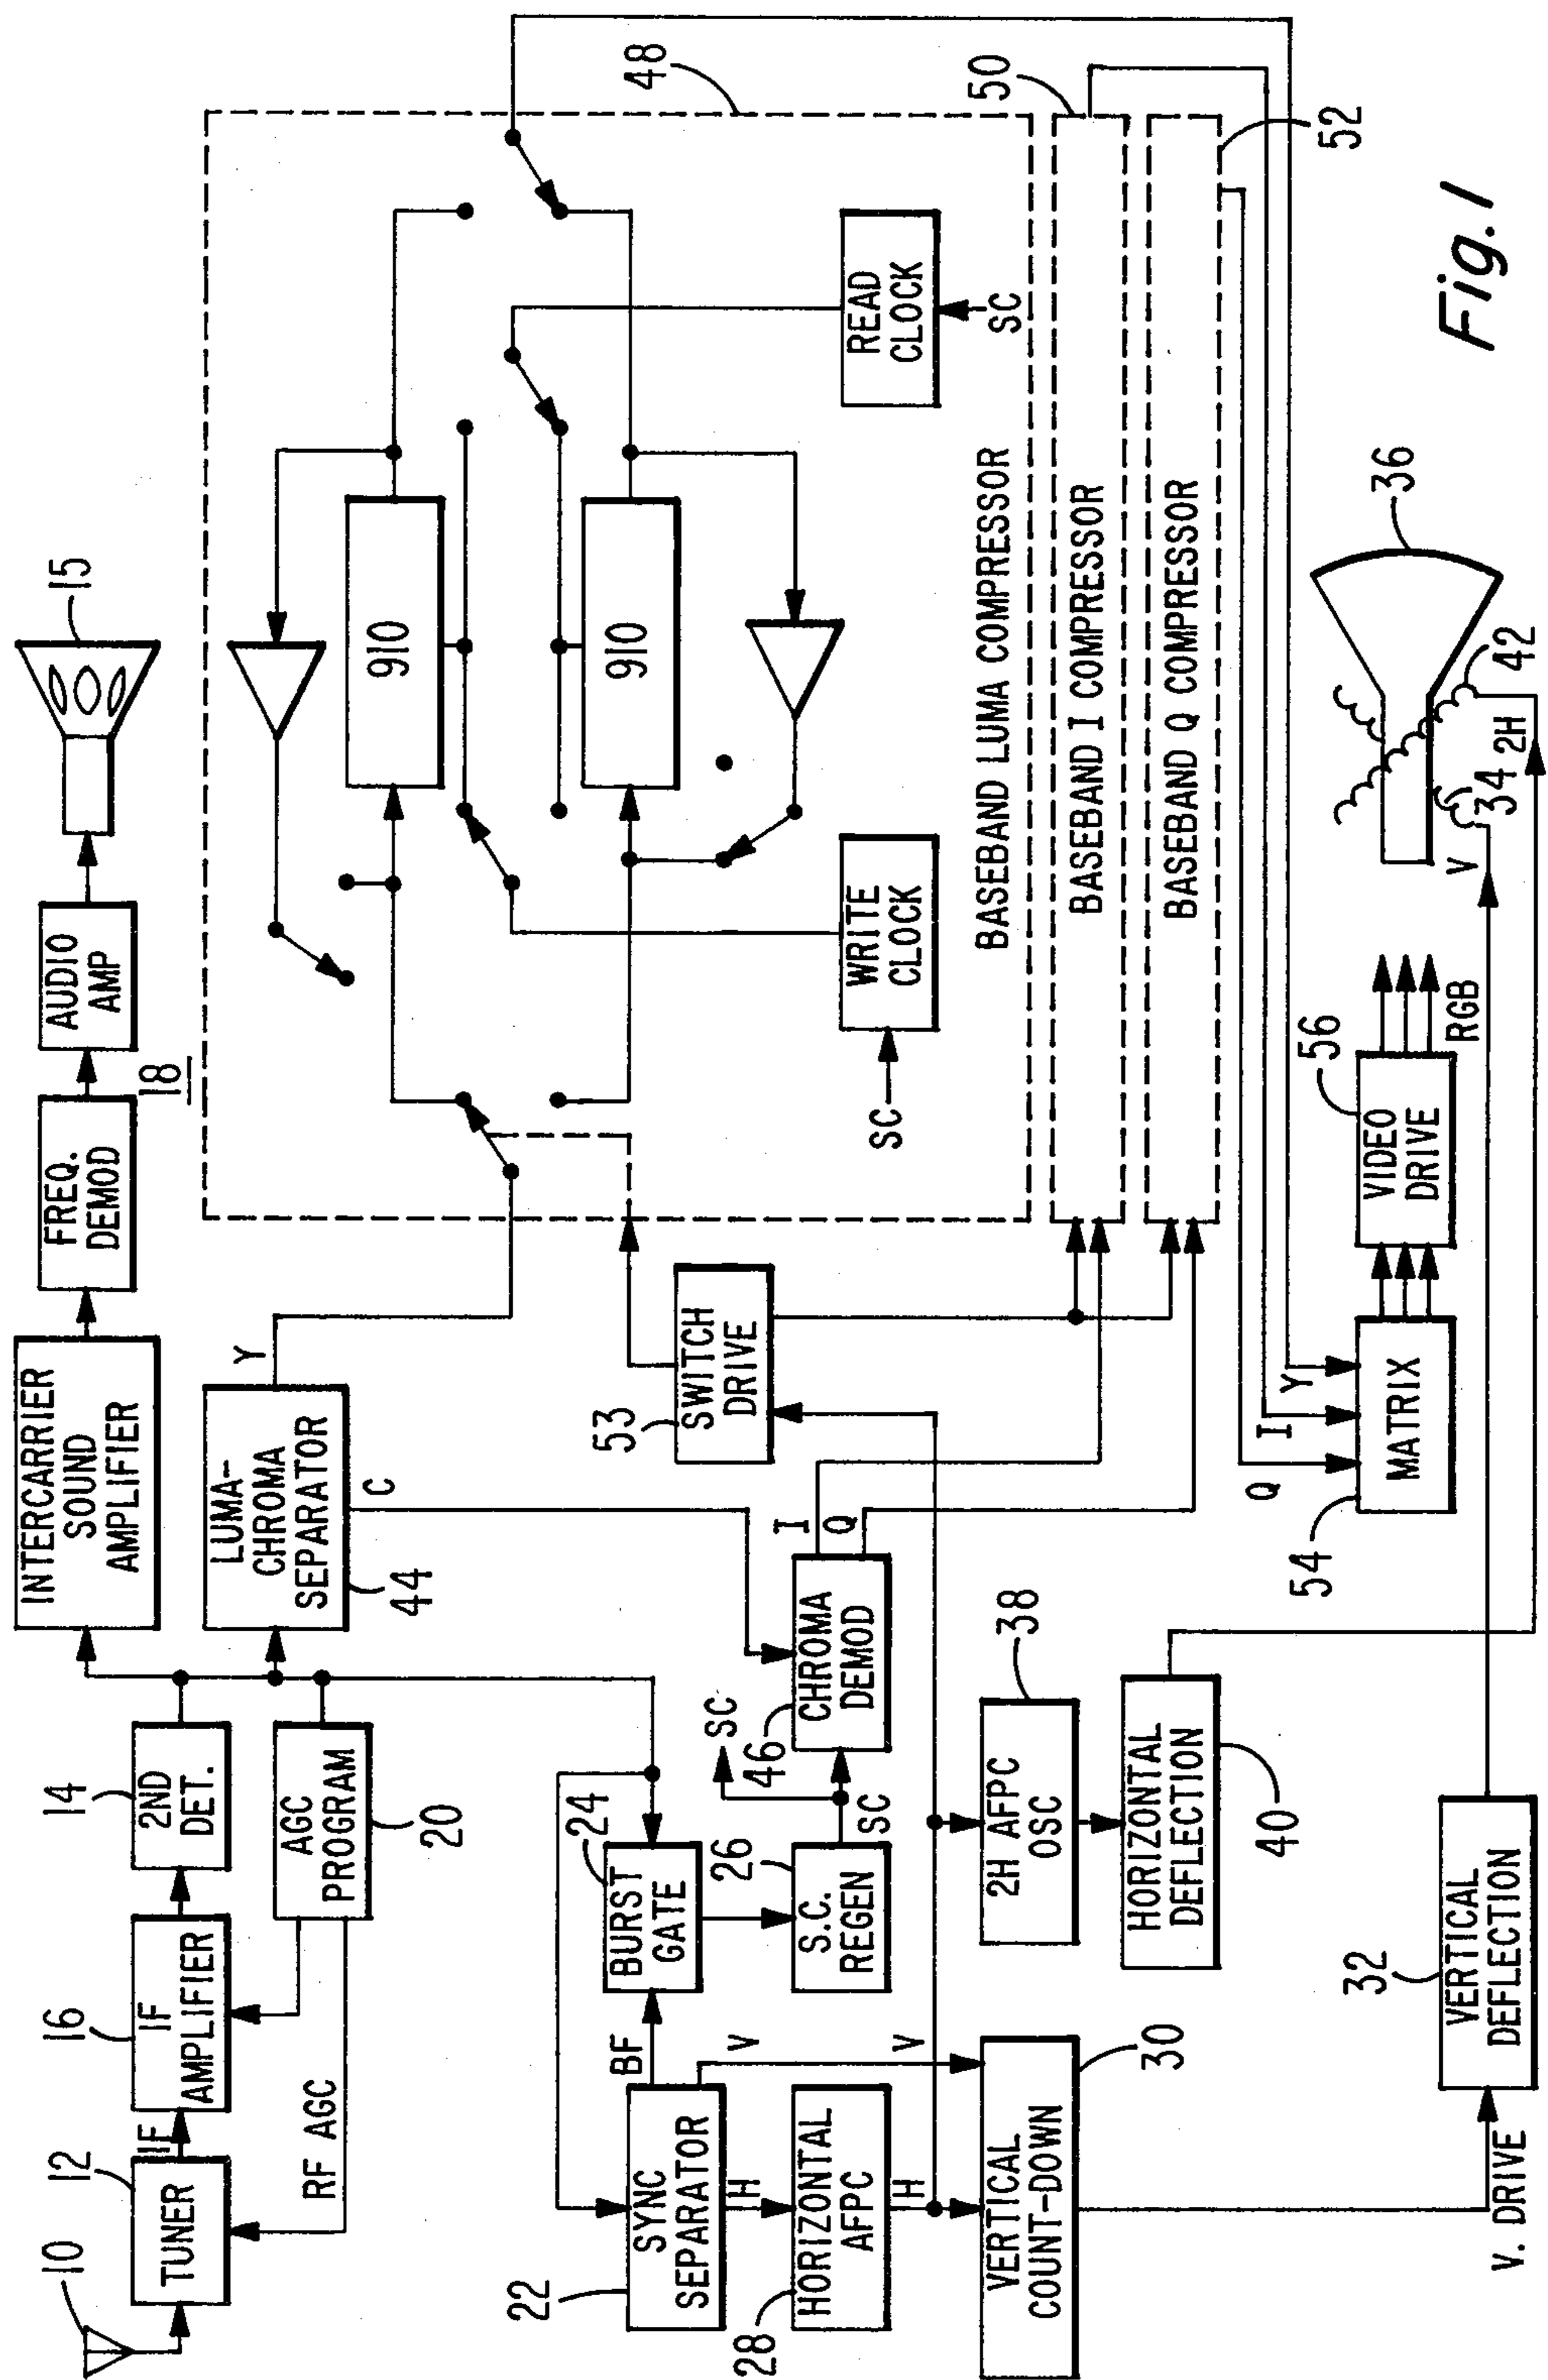 10
12
TUNER
IF
RF AGC
16
IF
AMPLIFIER
14
2ND
DET.
AGC
PROGRAM
20
INTERCARRIER
SOUND
AMPLIFIER
FREQ.
DEMOD
18
AUDIO
AMP
15
LUMA-
CHROMA
SEPARATOR
44
Y
C
22
SYNC
SEPARATOR
BF
V
1H
24
BURST
GATE
26
S.C.
REGEN
SC
SC
46
CHROMA
DEMOD
I
Q
53
SWITCH
DRIVE
28
HORIZONTAL
AFPC
1H
V
VERTICAL
COUNT-DOWN
30
2H AFPC
OSC
38
HORIZONTAL
DEFLECTION
40
32
VERTICAL
DEFLECTION
V. DRIVE
910
910
SC
WRITE
CLOCK
READ
CLOCK
SC
48
BASEBAND LUMA COMPRESSOR
50
BASEBAND I COMPRESSOR
BASEBAND Q COMPRESSOR
52
Q
I
Y
54
MATRIX
56
VIDEO
DRIVE
RGB
V
34
2H
42
36
Fig. 1